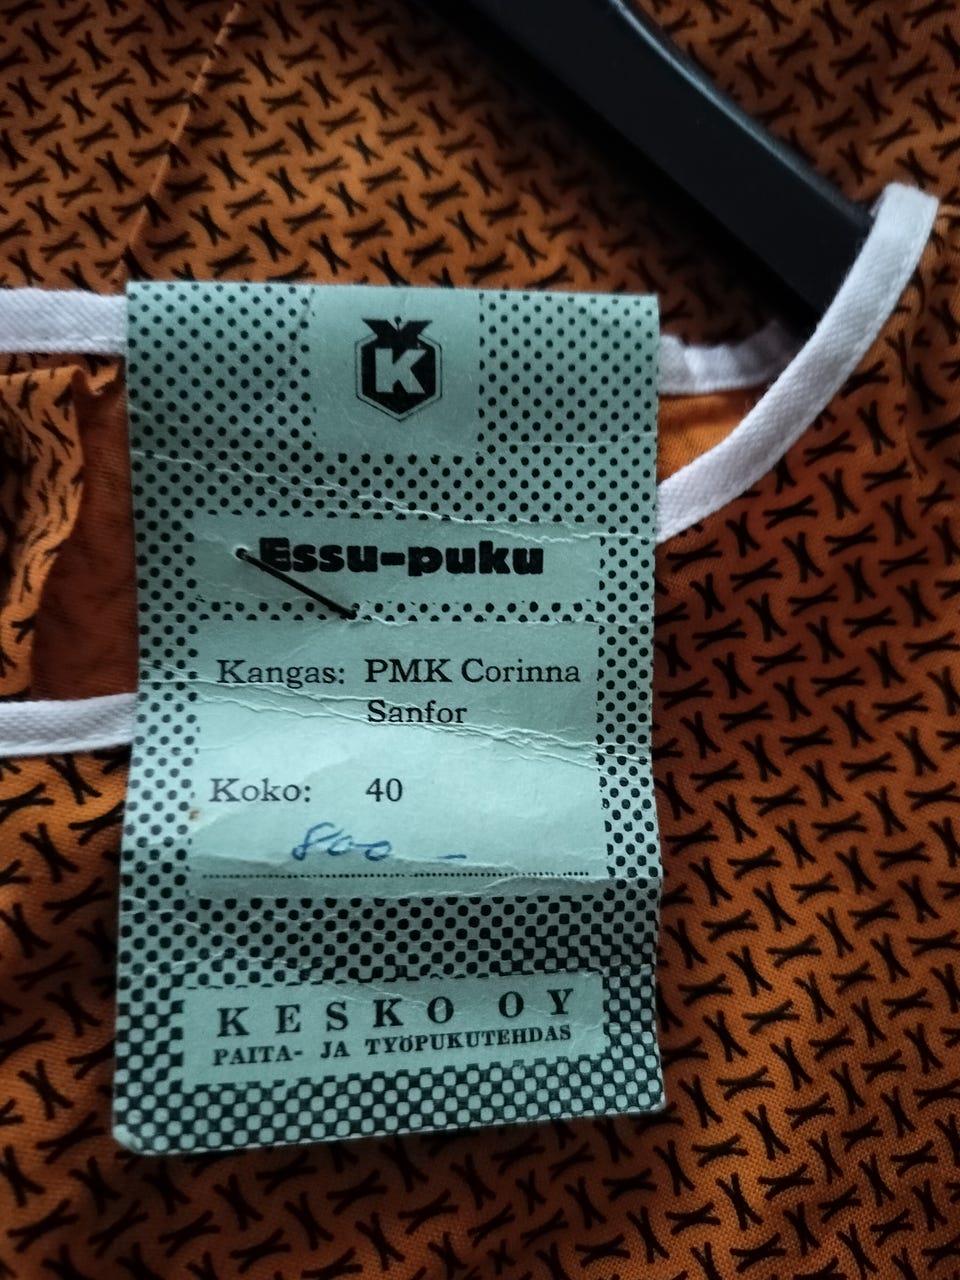 K
Essu-puku
Kangas: PMK Corinna
Sanfor
Koko: 40
800 –
KESKO OY
PAITA- JA TYÖPUKUTEHDAS